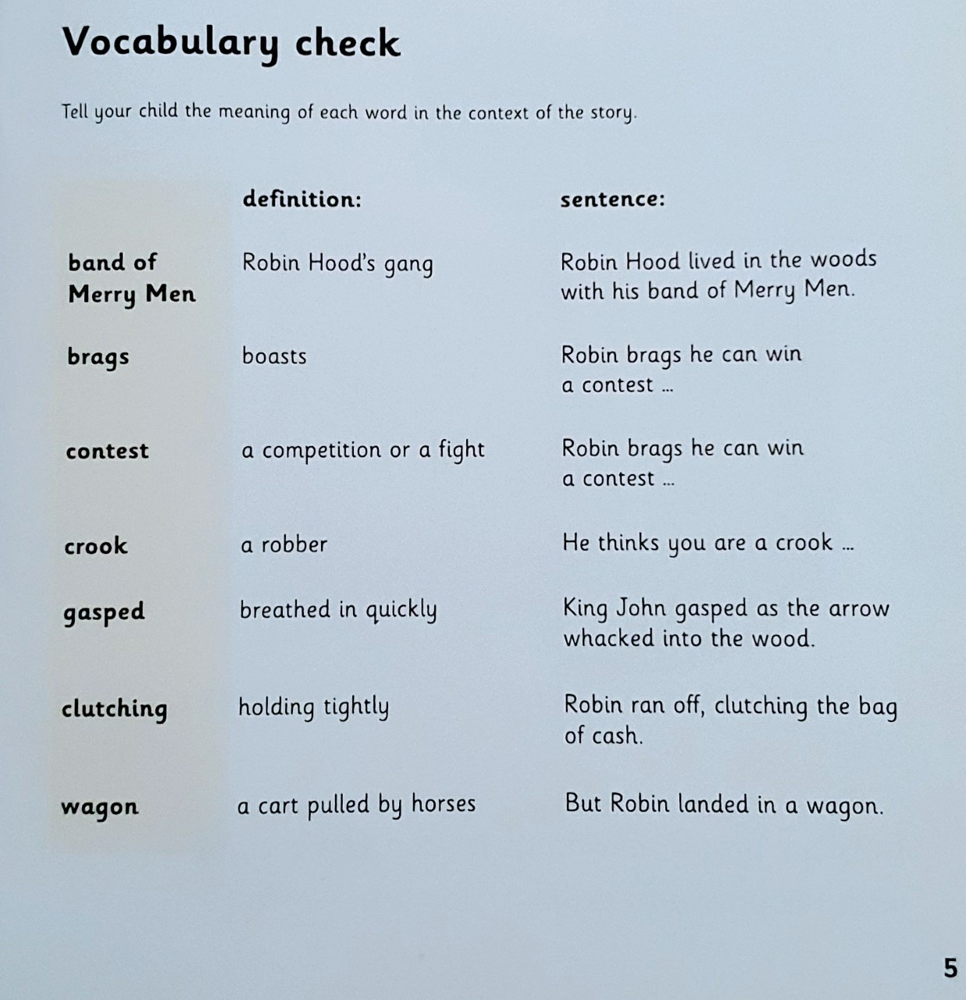 Vocabulary check
Tell your child the meaning of each word in the context of the story.
definition: sentence:
band of Merry Men Robin Hood's gang Robin Hood lived in the woods with his band of Merry Men.
brags boasts Robin brags he can win a contest ...
contest a competition or a fight Robin brags he can win a contest ...
crook a robber He thinks you are a crook ...
gasped breathed in quickly King John gasped as the arrow whacked into the wood.
clutching holding tightly Robin ran off, clutching the bag of cash.
wagon a cart pulled by horses But Robin landed in a wagon.
5